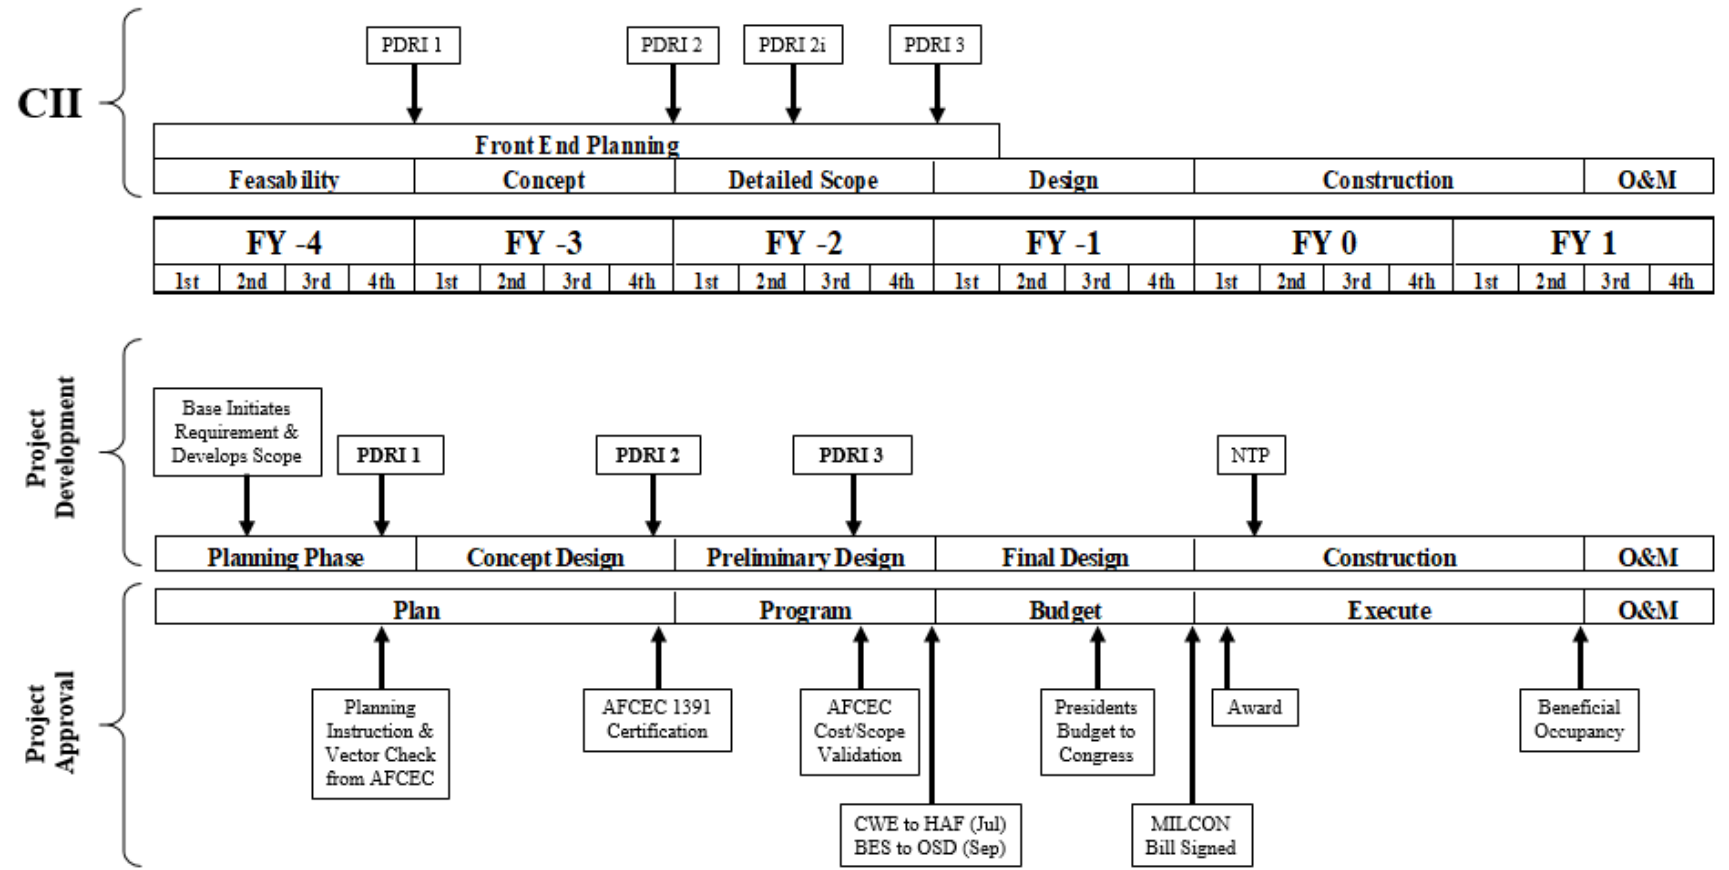 PDRI 1
PDRI 2
PDRI 2i
PDRI 3
CII
Front End Planning
Feasability
Concept
Detailed Scope
Design
Construction
O&M
FY -4
FY -3
FY -2
FY -1
FY 0
FY 1
1st
2nd
3rd
4th
1st
2nd
3rd
4th
1st
2nd
3rd
4th
1st
2nd
3rd
4th
1st
2nd
3rd
4th
1st
2nd
3rd
4th
Project
Development
Base Initiates
Requirement &
Develops Scope
PDRI 1
PDRI 2
PDRI 3
NTP
Planning Phase
Concept Design
Preliminary Design
Final Design
Construction
O&M
Project
Approval
Plan
Program
Budget
Execute
O&M
Planning
Instruction &
Vector Check
from AFCEC
AFCEC 1391
Certification
AFCEC
Cost/Scope
Validation
CWE to HAF (Jul)
BES to OSD (Sep)
Presidents
Budget to
Congress
MILCON
Bill Signed
Award
Beneficial
Occupancy